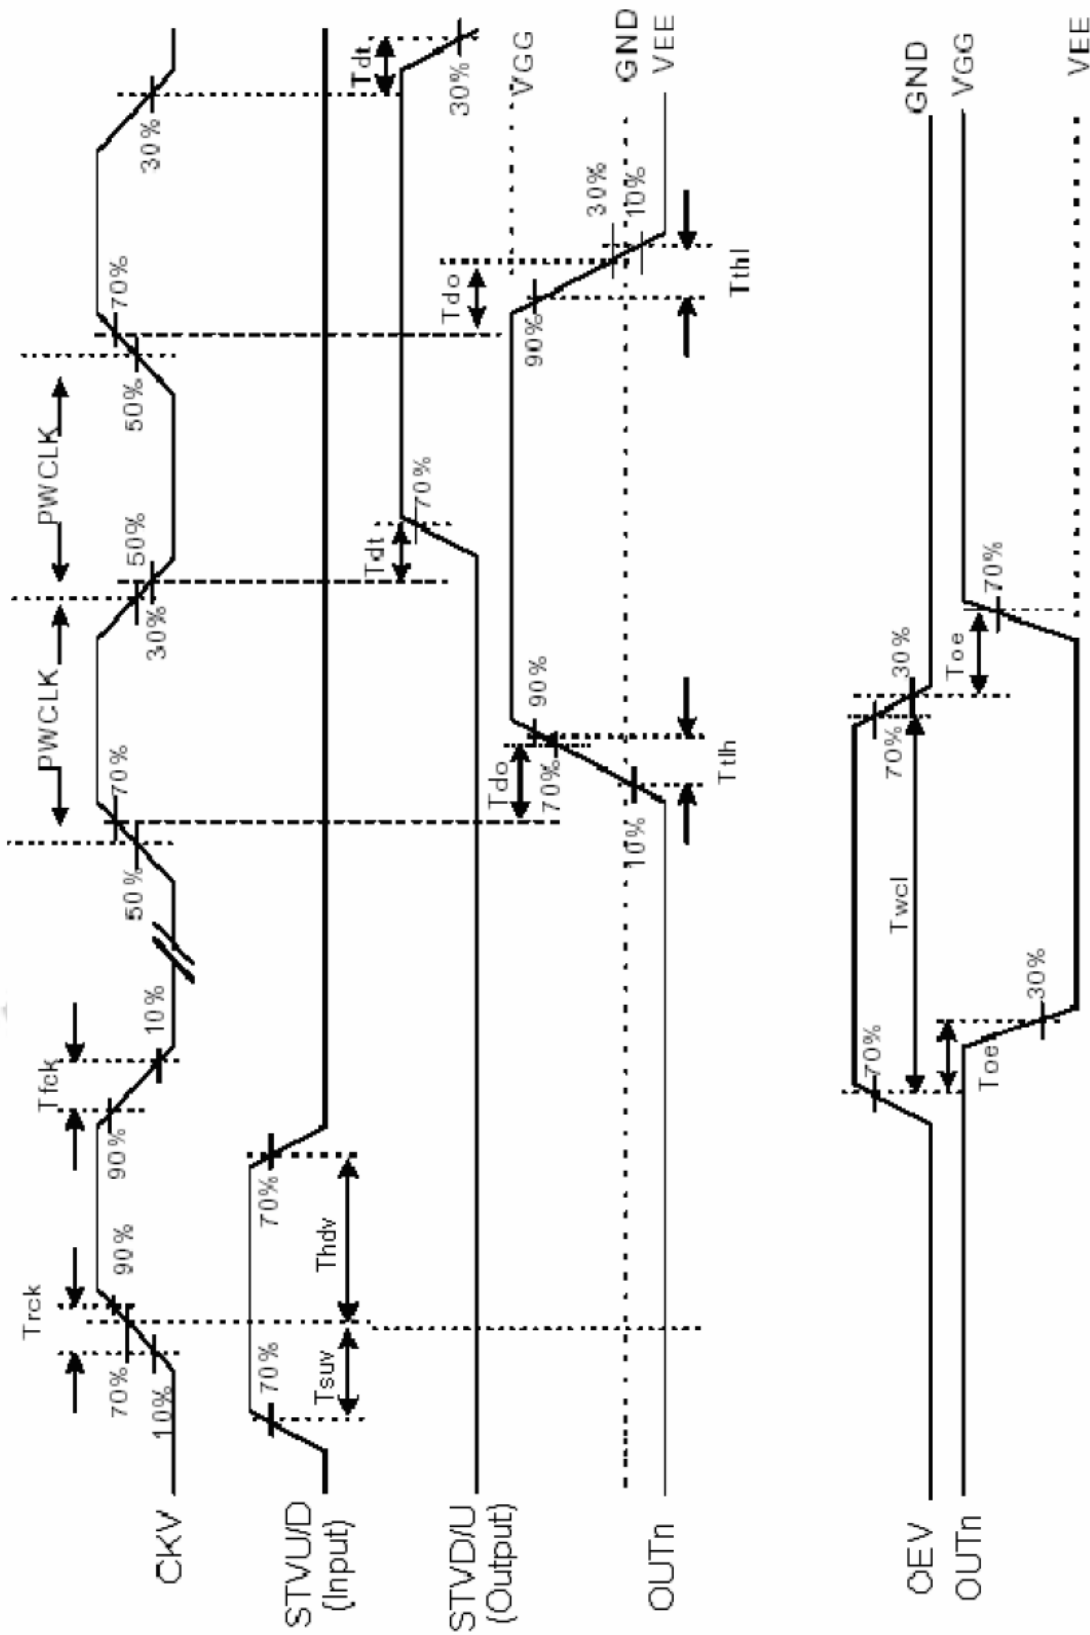 Trck
Tfck
PWCLK
PWCLK
CKV
70%
10%
90%
90%
10%
50%
70%
30%
50%
50%
70%
30%
STVU/D
(Input)
70%
70%
Tsuv
Thdv
STVD/U
(Output)
Tdt
70%
Tdt
30%
OUTn
Tdo
10%
70%
90%
Ttlh
Tdo
90%
30%
10%
Tthl
VGG
GND
VEE
OEV
70%
Twcl
70%
30%
GND
OUTn
Toe
30%
Toe
70%
VGG
VEE